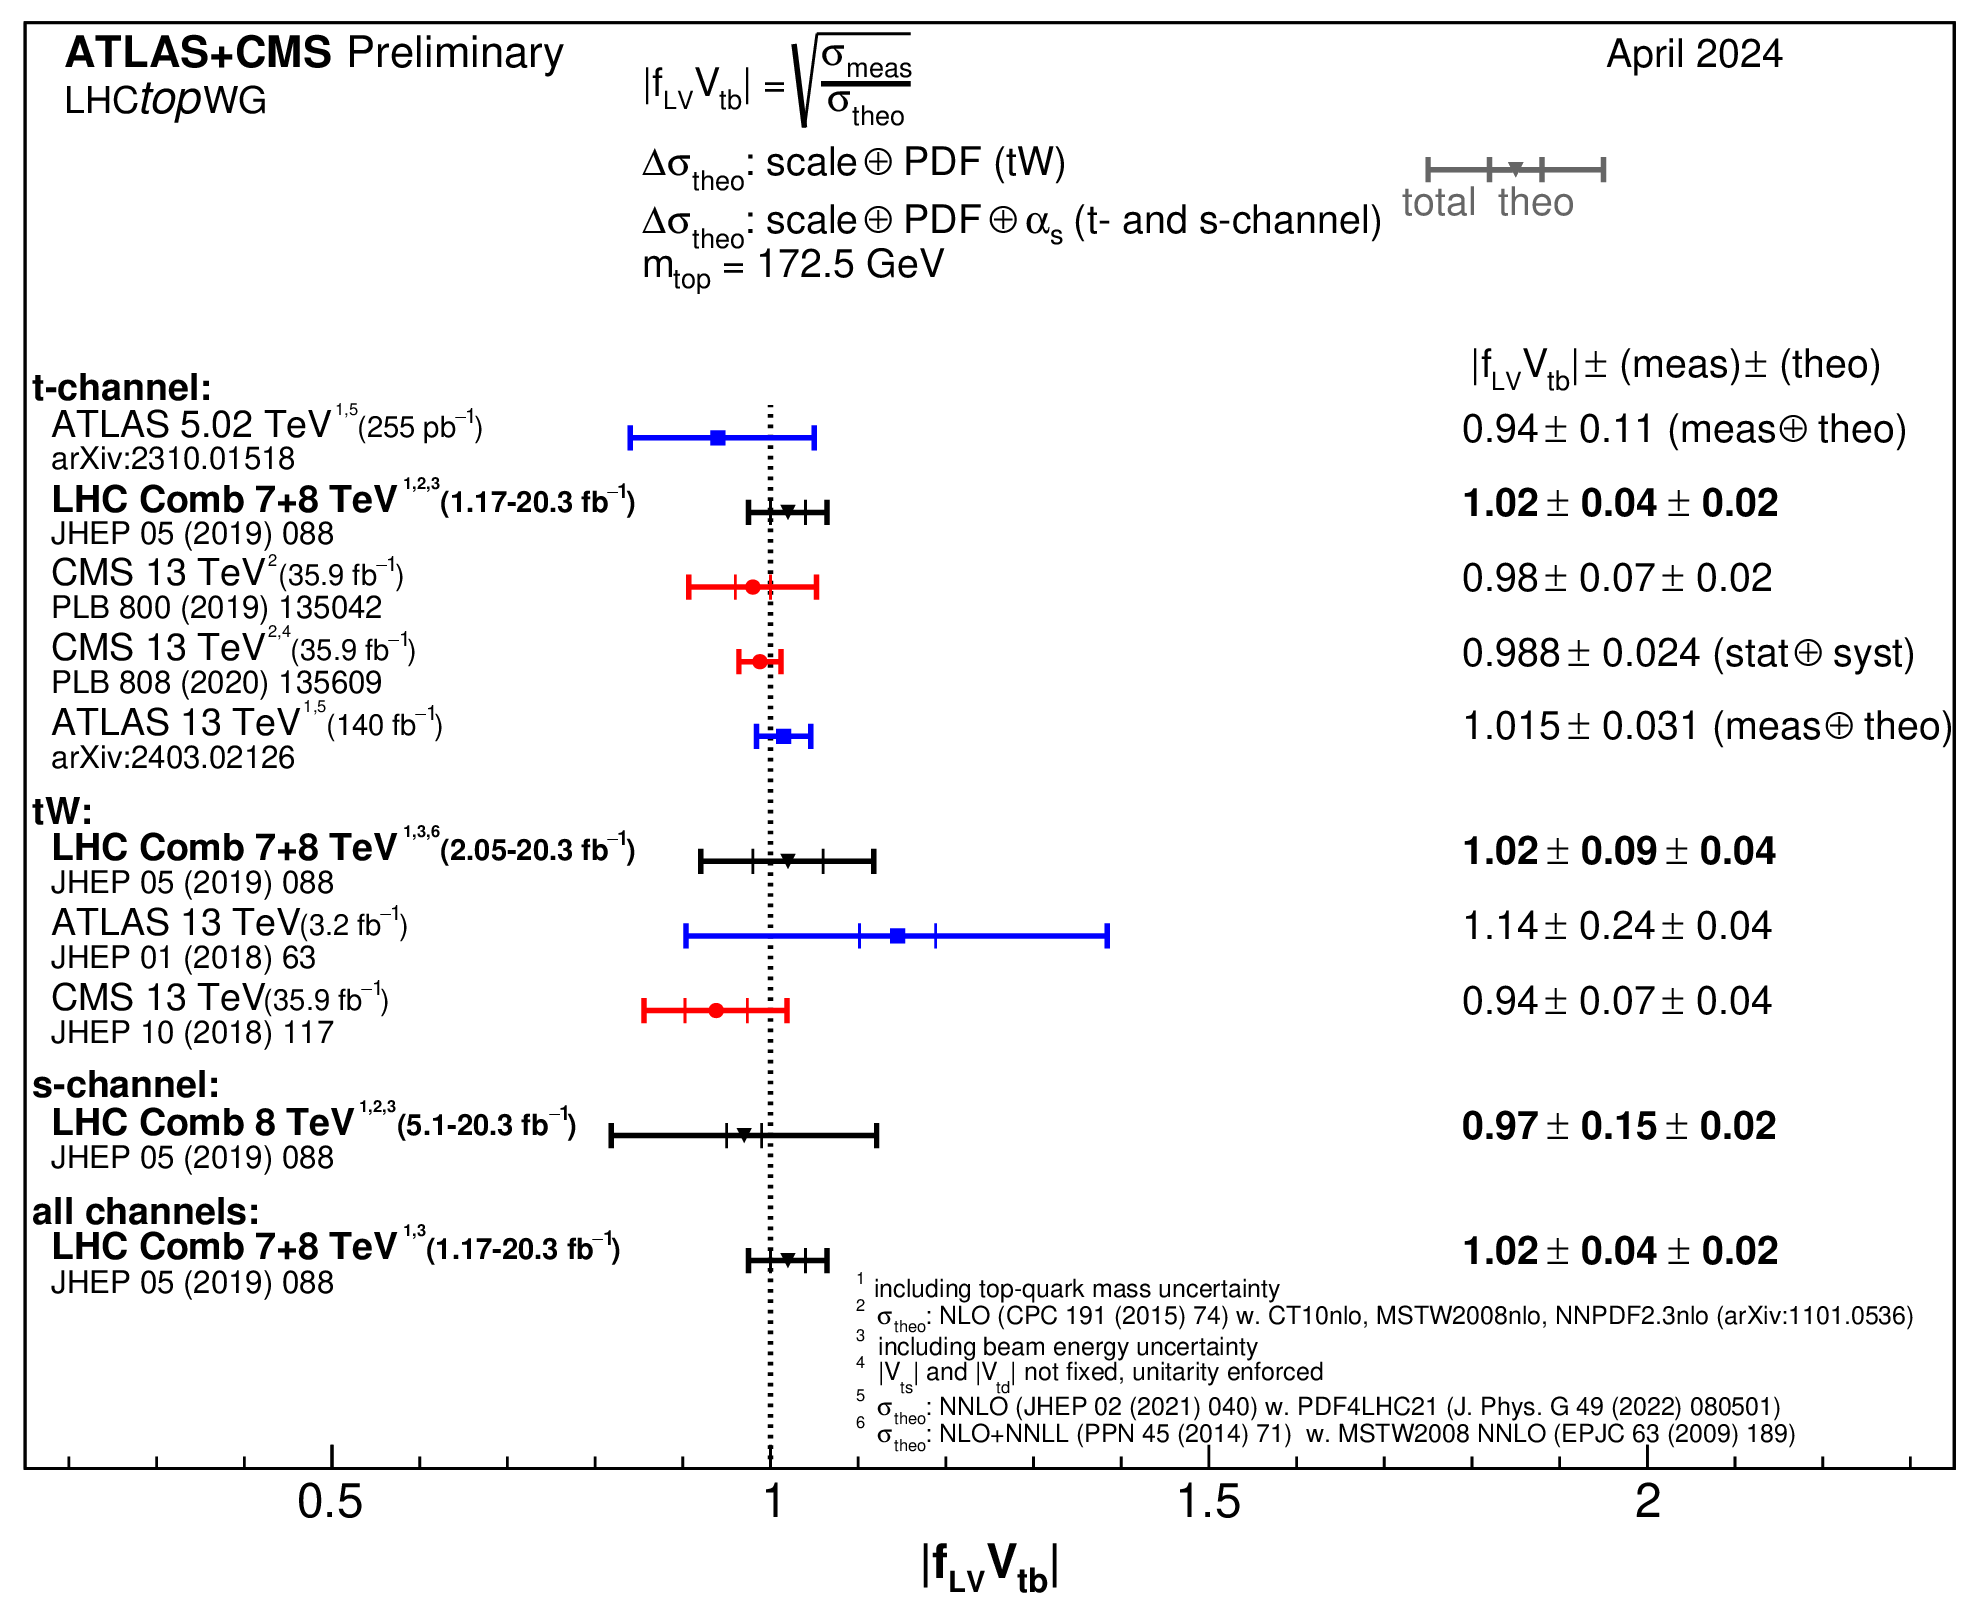 ATLAS+CMS Preliminary
LHCtopWG
April 2024
|f_LV V_tb| = √(σ_meas / σ_theo)
Δσ_theo: scale ⊕ PDF (tW)
Δσ_theo: scale ⊕ PDF ⊕ α_s (t- and s-channel)
m_top = 172.5 GeV
total theo
|f_LV V_tb| ± (meas) ± (theo)
t-channel:
ATLAS 5.02 TeV ^1,5 (255 pb⁻¹) 0.94 ± 0.11 (meas ⊕ theo)
arXiv:2310.01518
LHC Comb 7+8 TeV ^1,2,3 (1.17-20.3 fb⁻¹) 1.02 ± 0.04 ± 0.02
JHEP 05 (2019) 088
CMS 13 TeV ^2 (35.9 fb⁻¹) 0.98 ± 0.07 ± 0.02
PLB 800 (2019) 135042
CMS 13 TeV ^2,4 (35.9 fb⁻¹) 0.988 ± 0.024 (stat ⊕ syst)
PLB 808 (2020) 135609
ATLAS 13 TeV ^1,5 (140 fb⁻¹) 1.015 ± 0.031 (meas ⊕ theo)
arXiv:2403.02126
tW:
LHC Comb 7+8 TeV ^1,3,6 (2.05-20.3 fb⁻¹) 1.02 ± 0.09 ± 0.04
JHEP 05 (2019) 088
ATLAS 13 TeV (3.2 fb⁻¹) 1.14 ± 0.24 ± 0.04
JHEP 01 (2018) 63
CMS 13 TeV (35.9 fb⁻¹) 0.94 ± 0.07 ± 0.04
JHEP 10 (2018) 117
s-channel:
LHC Comb 8 TeV ^1,2,3 (5.1-20.3 fb⁻¹) 0.97 ± 0.15 ± 0.02
JHEP 05 (2019) 088
all channels:
LHC Comb 7+8 TeV ^1,3 (1.17-20.3 fb⁻¹) 1.02 ± 0.04 ± 0.02
JHEP 05 (2019) 088
1 including top-quark mass uncertainty
2 σ_theo: NLO (CPC 191 (2015) 74) w. CT10nlo, MSTW2008nlo, NNPDF2.3nlo (arXiv:1101.0536)
3 including beam energy uncertainty
4 |V_ts| and |V_td| not fixed, unitarity enforced
5 σ_theo: NNLO (JHEP 02 (2021) 040) w. PDF4LHC21 (J. Phys. G 49 (2022) 080501)
6 σ_theo: NLO+NNLL (PPN 45 (2014) 71) w. MSTW2008 NNLO (EPJC 63 (2009) 189)
0.5 1 1.5 2
|f_LV V_tb|